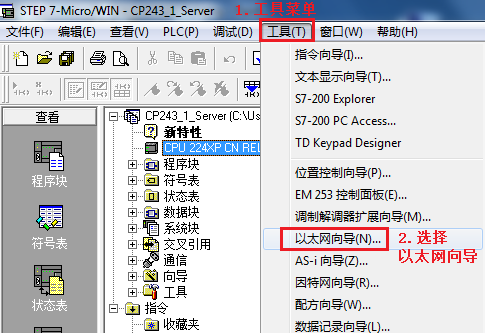 STEP 7-Micro/WIN - CP243_1_Server
1.工具菜单
文件(F) 编辑(E) 查看(V) PLC(P) 调试(D) 工具(T) 窗口(W) 帮助(H)
查看
程序块
符号表
状态表
CP243_1_Server (C:\Us
新特性
CPU 224XP CN REL
程序块
符号表
状态表
数据块
系统块
交叉引用
通信
向导
工具
指令
收藏夹
指令向导(I)...
文本显示向导(T)...
S7-200 Explorer
S7-200 PC Access...
TD Keypad Designer
位置控制向导(P)...
EM 253 控制面板(E)...
调制解调器扩展向导(M)...
以太网向导(N)...
AS-i 向导(Z)...
因特网向导(R)...
配方向导(W)...
数据记录向导(L)...
2.选择
以太网向导